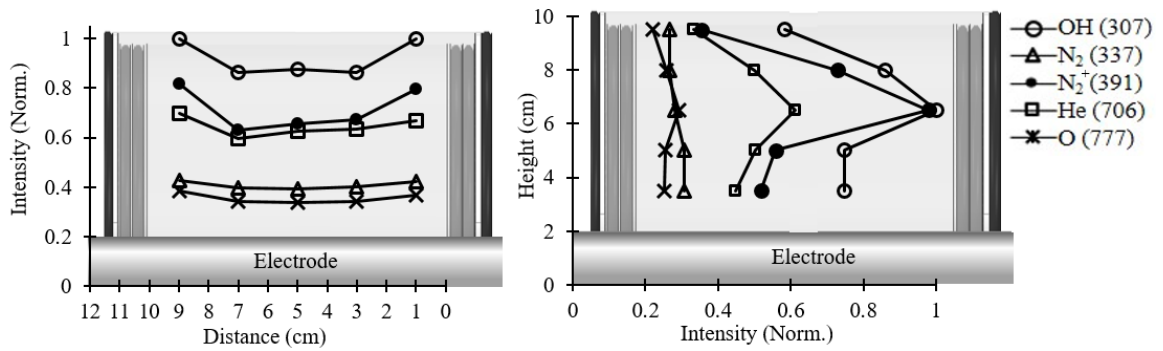 Intensity (Norm.)
1
0.8
0.6
0.4
0.2
0
Electrode
12 11 10 9 8 7 6 5 4 3 2 1 0
Distance (cm)
Height (cm)
10
8
6
4
2
0
Electrode
0 0.2 0.4 0.6 0.8 1
Intensity (Norm.)
OH (307)
N₂ (337)
N₂⁺(391)
He (706)
O (777)